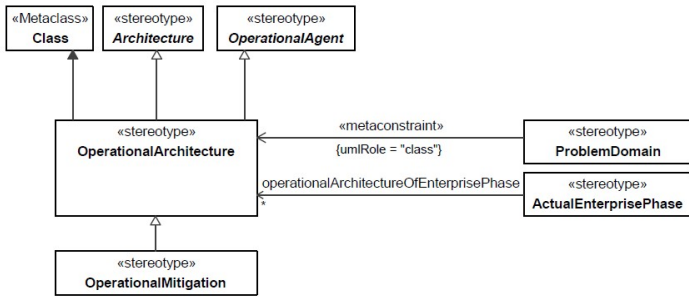 «Metaclass»
Class
«stereotype»
Architecture
«stereotype»
OperationalAgent
«stereotype»
OperationalArchitecture
«metaconstraint»
{umlRole = "class"}
«stereotype»
ProblemDomain
operationalArchitectureOfEnterprisePhase
*
«stereotype»
ActualEnterprisePhase
«stereotype»
OperationalMitigation